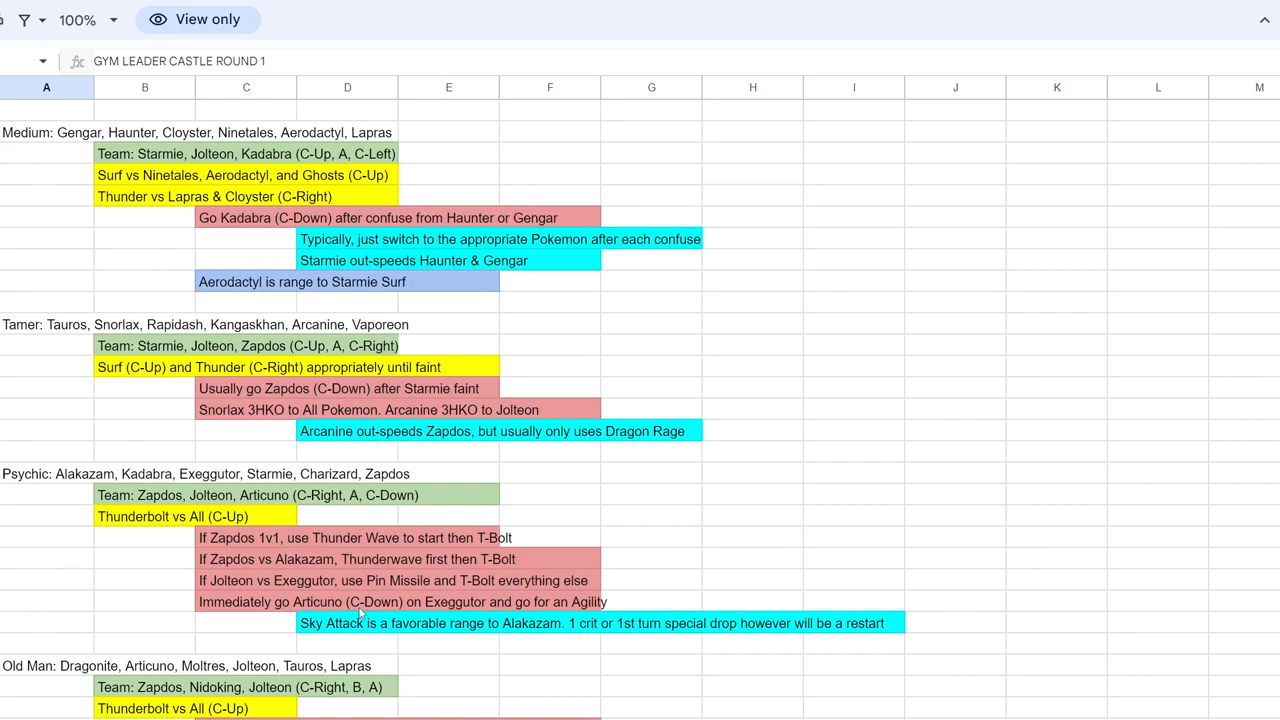 100%
View only
GYM LEADER CASTLE ROUND 1
A B C D E F G H I J K L M
Medium: Gengar, Haunter, Cloyster, Ninetales, Aerodactyl, Lapras
Team: Starmie, Jolteon, Kadabra (C-Up, A, C-Left)
Surf vs Ninetales, Aerodactyl, and Ghosts (C-Up)
Thunder vs Lapras & Cloyster (C-Right)
Go Kadabra (C-Down) after confuse from Haunter or Gengar
Typically, just switch to the appropriate Pokemon after each confuse
Starmie out-speeds Haunter & Gengar
Aerodactyl is range to Starmie Surf
Tamer: Tauros, Snorlax, Rapidash, Kangaskhan, Arcanine, Vaporeon
Team: Starmie, Jolteon, Zapdos (C-Up, A, C-Right)
Surf (C-Up) and Thunder (C-Right) appropriately until faint
Usually go Zapdos (C-Down) after Starmie faint
Snorlax 3HKO to All Pokemon. Arcanine 3HKO to Jolteon
Arcanine out-speeds Zapdos, but usually only uses Dragon Rage
Psychic: Alakazam, Kadabra, Exeggutor, Starmie, Charizard, Zapdos
Team: Zapdos, Jolteon, Articuno (C-Right, A, C-Down)
Thunderbolt vs All (C-Up)
If Zapdos 1v1, use Thunder Wave to start then T-Bolt
If Zapdos vs Alakazam, Thunderwave first then T-Bolt
If Jolteon vs Exeggutor, use Pin Missile and T-Bolt everything else
Immediately go Articuno (C-Down) on Exeggutor and go for an Agility
Sky Attack is a favorable range to Alakazam. 1 crit or 1st turn special drop however will be a restart
Old Man: Dragonite, Articuno, Moltres, Jolteon, Tauros, Lapras
Team: Zapdos, Nidoking, Jolteon (C-Right, B, A)
Thunderbolt vs All (C-Up)